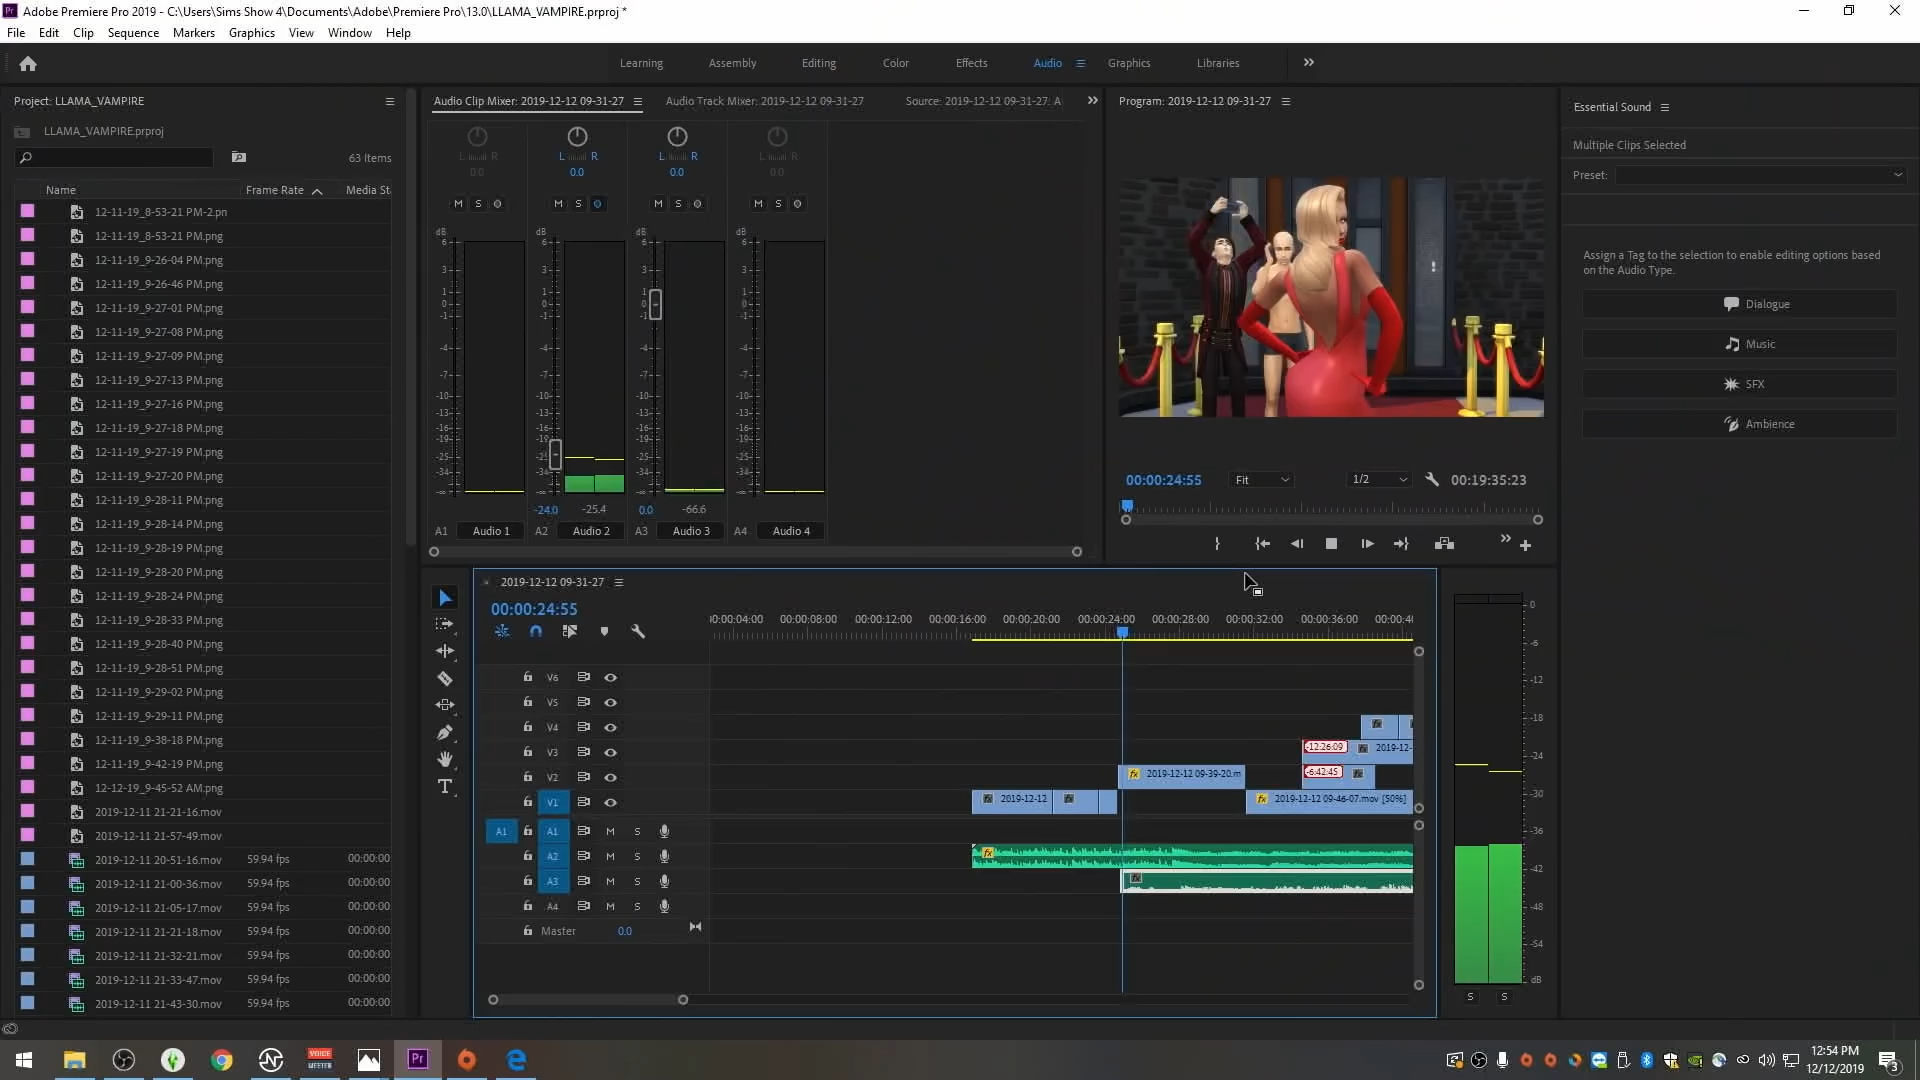 Adobe Premiere Pro 2019 - C:\Users\Sims Show 4\Documents\Adobe\Premiere Pro\13.0\LLAMA_VAMPIRE.prproj *
File Edit Clip Sequence Markers Graphics View Window Help
Learning Assembly Editing Color Effects Audio Graphics Libraries
Project: LLAMA_VAMPIRE
LLAMA_VAMPIRE.prproj
63 Items
Name Frame Rate Media St
12-11-19_8-53-21 PM-2.pn
12-11-19_8-53-21 PM.png
12-11-19_9-26-04 PM.png
12-11-19_9-26-46 PM.png
12-11-19_9-27-01 PM.png
12-11-19_9-27-08 PM.png
12-11-19_9-27-09 PM.png
12-11-19_9-27-13 PM.png
12-11-19_9-27-16 PM.png
12-11-19_9-27-18 PM.png
12-11-19_9-27-19 PM.png
12-11-19_9-27-20 PM.png
12-11-19_9-28-11 PM.png
12-11-19_9-28-14 PM.png
12-11-19_9-28-19 PM.png
12-11-19_9-28-20 PM.png
12-11-19_9-28-24 PM.png
12-11-19_9-28-33 PM.png
12-11-19_9-28-40 PM.png
12-11-19_9-28-51 PM.png
12-11-19_9-29-02 PM.png
12-11-19_9-29-11 PM.png
12-11-19_9-38-18 PM.png
12-11-19_9-42-19 PM.png
12-12-19_9-45-52 AM.png
2019-12-11 21-21-16.mov
2019-12-11 21-57-49.mov
2019-12-11 20-51-16.mov 59.94 fps 00:00:00
2019-12-11 21-00-36.mov 59.94 fps 00:00:00
2019-12-11 21-05-17.mov 59.94 fps 00:00:00
2019-12-11 21-21-18.mov 59.94 fps 00:00:00
2019-12-11 21-32-21.mov 59.94 fps 00:00:00
2019-12-11 21-33-47.mov 59.94 fps 00:00:00
2019-12-11 21-43-30.mov 59.94 fps 00:00:00
Audio Clip Mixer: 2019-12-12 09-31-27 Audio Track Mixer: 2019-12-12 09-31-27 Source: 2019-12-12 09-31-27: A
L R L R L R L R
0.0 0.0 0.0 0.0
M S M S M S M S
dB dB dB dB
6 6 6 6
3 3 3 3
1 1 1 1
0 0 0 0
-1 -1 -1 -1
-4 -4 -4 -4
-7 -7 -7 -7
-10 -10 -10 -10
-13 -13 -13 -13
-16 -16 -16 -16
-19 -19 -19 -19
-25 -25 -25 -25
-34 -34 -34 -34
-∞ -∞ -∞ -∞
-24.0 -25.4 0.0 -66.6
A1 Audio 1 A2 Audio 2 A3 Audio 3 A4 Audio 4
Program: 2019-12-12 09-31-27
00:00:24:55 Fit 1/2 00:19:35:23
Essential Sound
Multiple Clips Selected
Preset:
Assign a Tag to the selection to enable editing options based
on the Audio Type.
Dialogue
Music
SFX
Ambience
2019-12-12 09-31-27
00:00:24:55
0:00:04:00 00:00:08:00 00:00:12:00 00:00:16:00 00:00:20:00 00:00:24:00 00:00:28:00 00:00:32:00 00:00:36:00 00:00:40
V6
V5
V4 fx
V3 -12:26:09 fx 2019-12-
V2 fx 2019-12-12 09-39-20.m -6:42:45 fx
V1 fx 2019-12-12 fx fx 2019-12-12 09-46-07.mov [50%]
A1 A1 M S
A2 M S fx
A3 M S fx
A4 M S
Master 0.0
0
-6
-12
-18
-24
-30
-36
-42
-48
-54
dB
S S
VOICE
Pr
12:54 PM
12/12/2019
3